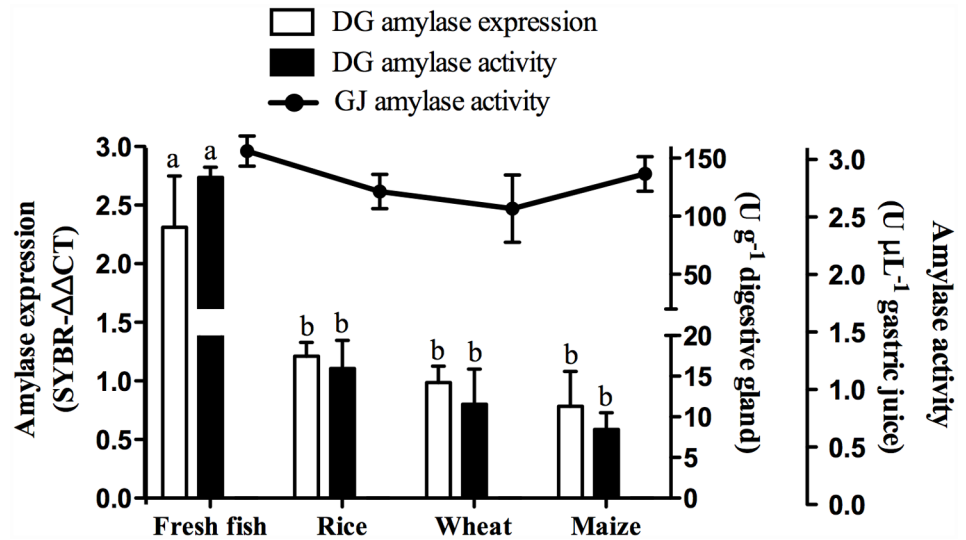 DG amylase expression
DG amylase activity
GJ amylase activity
Amylase expression
(SYBR-ΔΔCT)
3.0
2.5
2.0
1.5
1.0
0.5
0.0
a
a
b
b
b
b
b
b
Fresh fish
Rice
Wheat
Maize
150
100
50
20
15
10
5
0
(U g⁻¹ digestive gland)
3.0
2.5
2.0
1.5
1.0
0.5
0.0
(U µL⁻¹ gastric juice)
Amylase activity